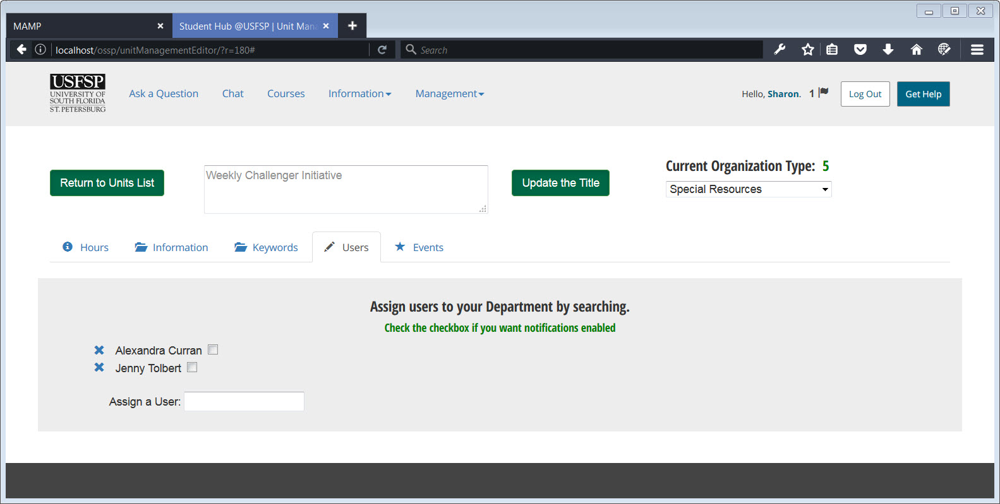 MAMP
Student Hub @USFSP | Unit Man
localhost/ossp/unitManagementEditor/?r=180#
Search
USFSP
UNIVERSITY OF
SOUTH FLORIDA
ST. PETERSBURG
Ask a Question
Chat
Courses
Information
Management
Hello, Sharon.
1
Log Out
Get Help
Return to Units List
Weekly Challenger Initiative
Update the Title
Current Organization Type: 5
Special Resources
Hours
Information
Keywords
Users
Events
Assign users to your Department by searching.
Check the checkbox if you want notifications enabled
Alexandra Curran
Jenny Tolbert
Assign a User: